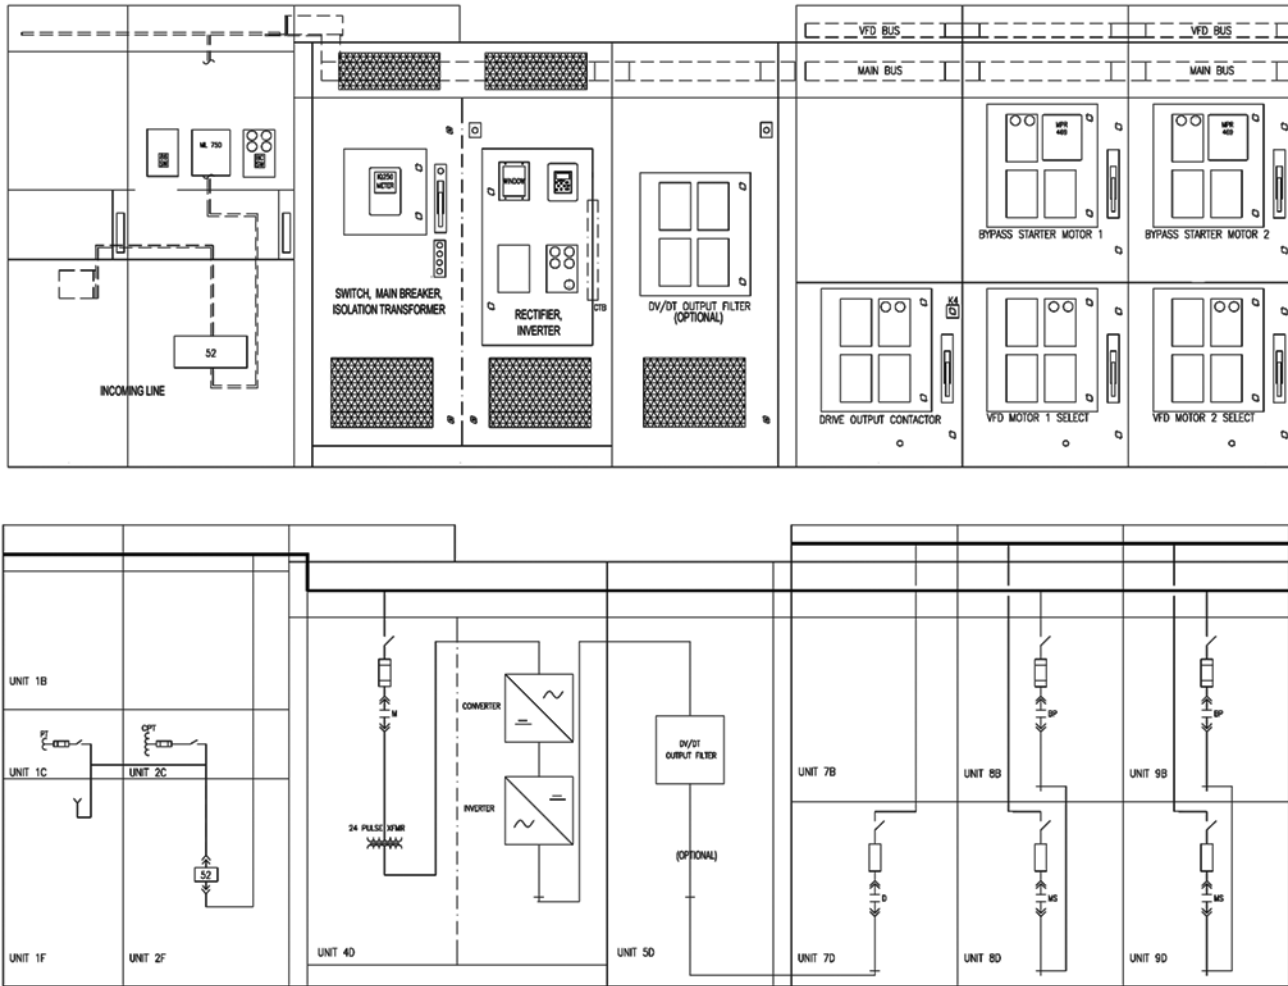 VFD BUS
VFD BUS
MAIN BUS
MAIN BUS
ML 750
IQ250
METER
WINDOW
MPR
469
MPR
469
BYPASS STARTER MOTOR 1
BYPASS STARTER MOTOR 2
SWITCH, MAIN BREAKER,
ISOLATION TRANSFORMER
RECTIFIER,
INVERTER
CTB
DV/DT OUTPUT FILTER
(OPTIONAL)
K4
52
INCOMING LINE
DRIVE OUTPUT CONTACTOR
VFD MOTOR 1 SELECT
VFD MOTOR 2 SELECT
UNIT 1B
PT
CPT
UNIT 1C
UNIT 2C
52
UNIT 1F
UNIT 2F
M
24 PULSE XFMR
CONVERTER
INVERTER
UNIT 4D
DV/DT
OUTPUT FILTER
(OPTIONAL)
UNIT 5D
BP
BP
UNIT 7B
UNIT 8B
UNIT 9B
D
MS
MS
UNIT 7D
UNIT 8D
UNIT 9D